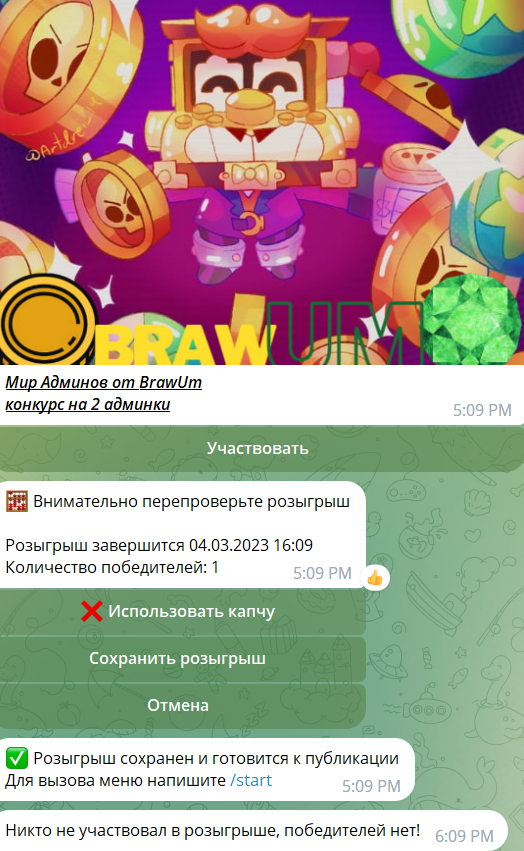 BRAWUM
Мир Админов от BrawUm
конкурс на 2 админки
5:09 PM
Участвовать
Внимательно перепроверьте розыгрыш
Розыгрыш завершится 04.03.2023 16:09
Количество победителей: 1
5:09 PM
Использовать капчу
Сохранить розыгрыш
Отмена
Розыгрыш сохранен и готовится к публикации
Для вызова меню напишите /start
5:09 PM
Никто не участвовал в розыгрыше, победителей нет!
6:09 PM